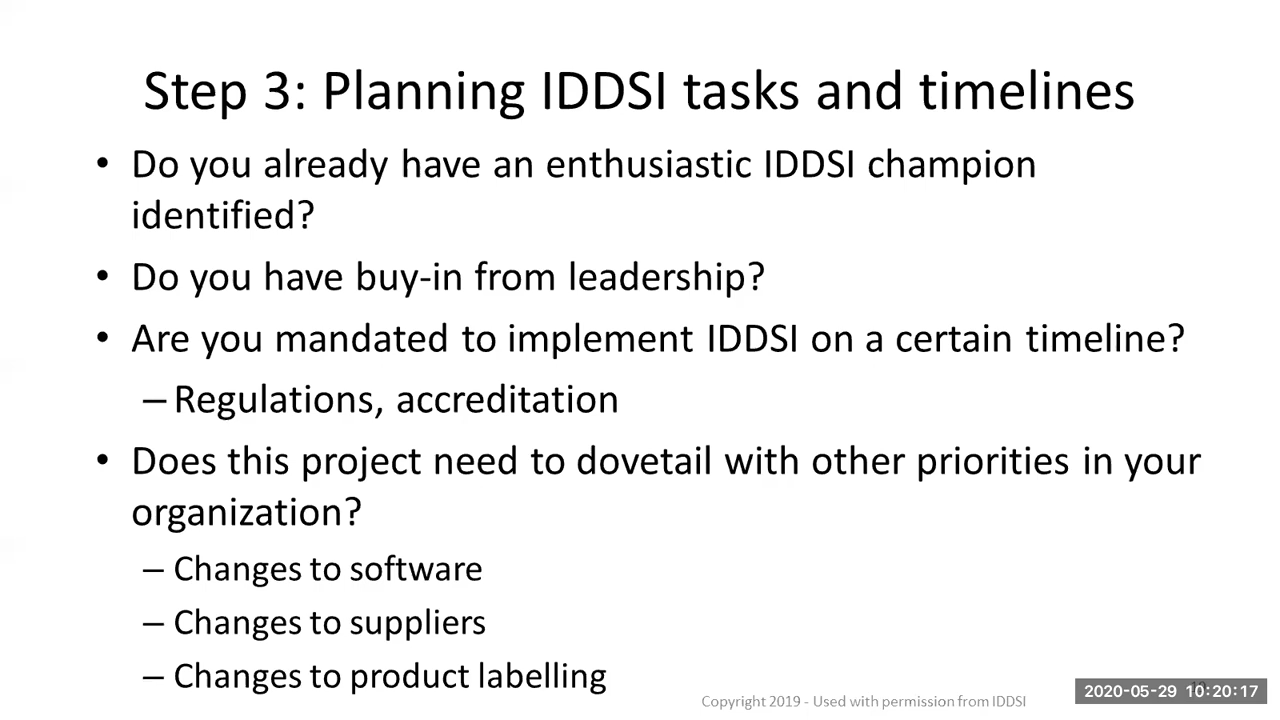 Step 3: Planning IDDSI tasks and timelines
• Do you already have an enthusiastic IDDSI champion
identified?
• Do you have buy-in from leadership?
• Are you mandated to implement IDDSI on a certain timeline?
– Regulations, accreditation
• Does this project need to dovetail with other priorities in your
organization?
– Changes to software
– Changes to suppliers
– Changes to product labelling
Copyright 2019 - Used with permission from IDDSI
2020-05-29 10:20:17